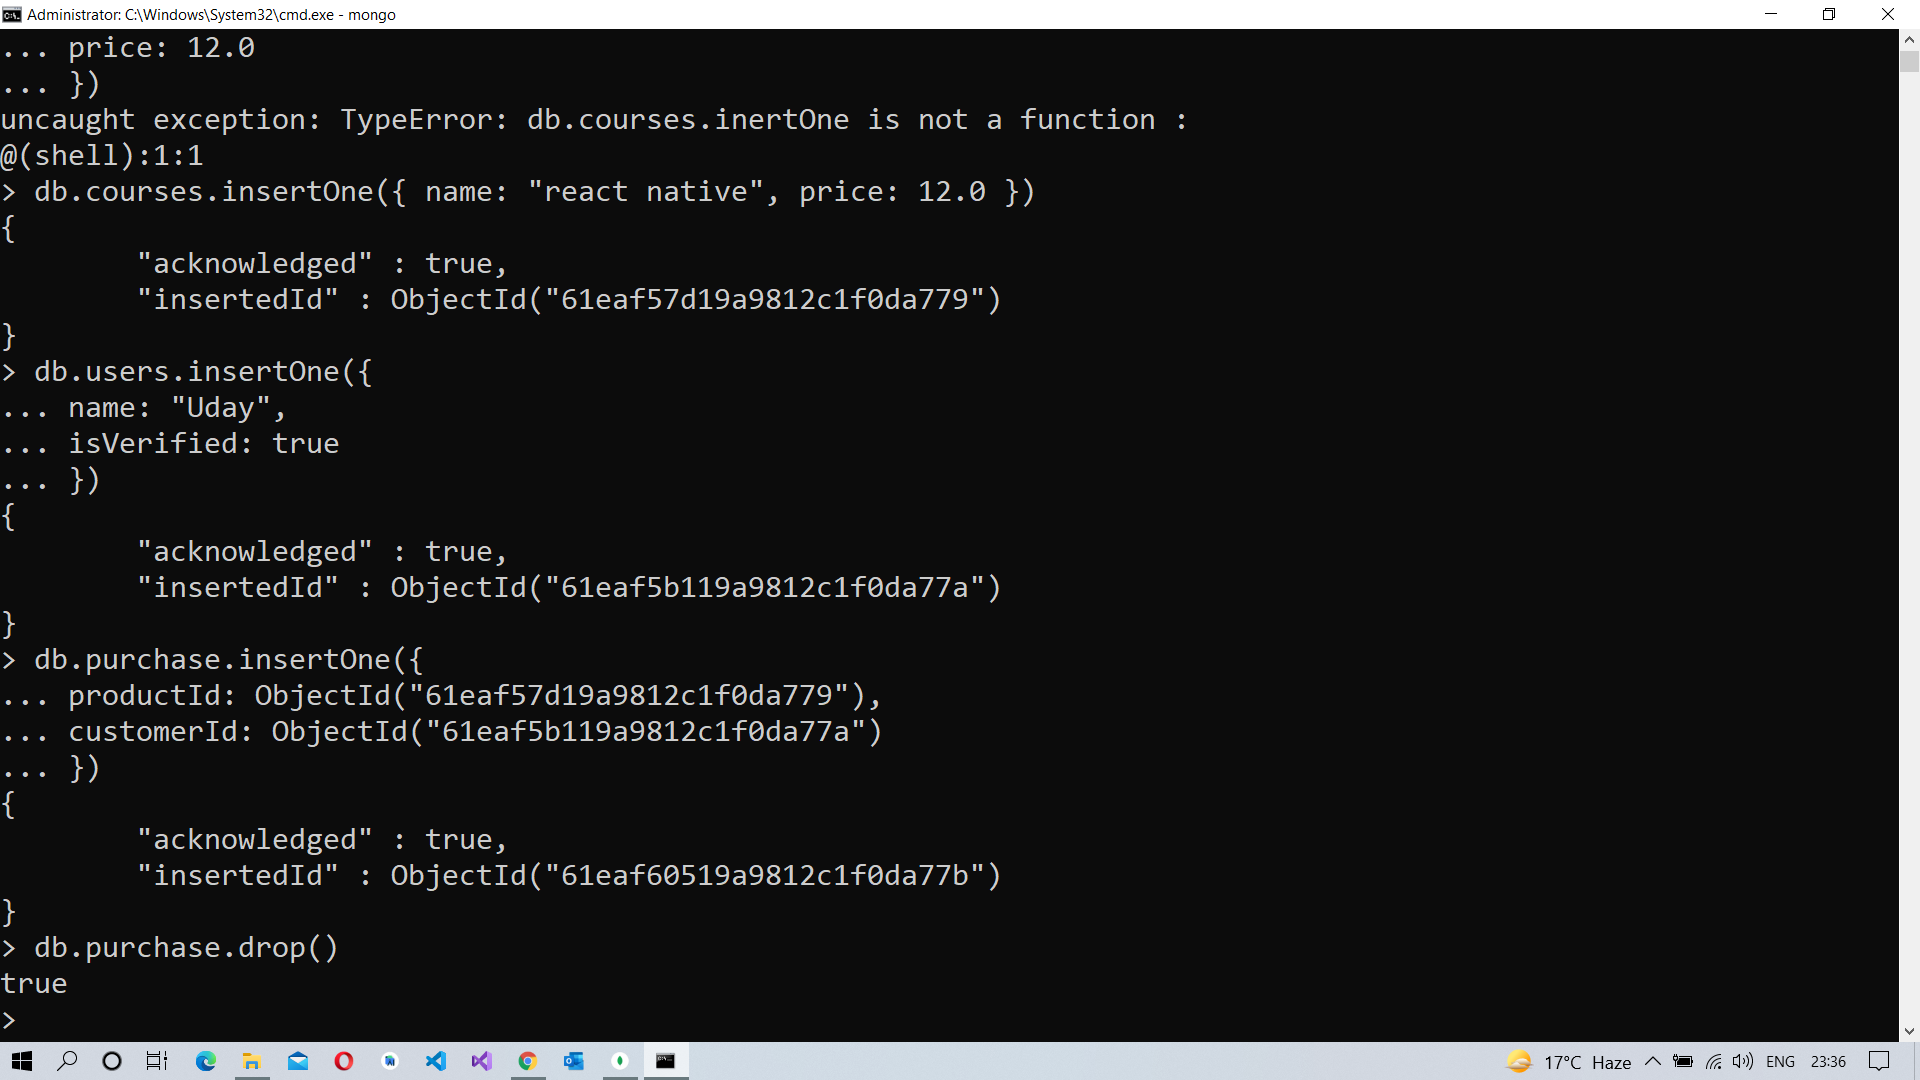 Administrator: C:\Windows\System32\cmd.exe - mongo
... price: 12.0
... })
uncaught exception: TypeError: db.courses.inertOne is not a function :
@(shell):1:1
> db.courses.insertOne({ name: "react native", price: 12.0 })
{
"acknowledged" : true,
"insertedId" : ObjectId("61eaf57d19a9812c1f0da779")
}
> db.users.insertOne({
... name: "Uday",
... isVerified: true
... })
{
"acknowledged" : true,
"insertedId" : ObjectId("61eaf5b119a9812c1f0da77a")
}
> db.purchase.insertOne({
... productId: ObjectId("61eaf57d19a9812c1f0da779"),
... customerId: ObjectId("61eaf5b119a9812c1f0da77a")
... })
{
"acknowledged" : true,
"insertedId" : ObjectId("61eaf60519a9812c1f0da77b")
}
> db.purchase.drop()
true
>
17°C Haze ENG 23:36